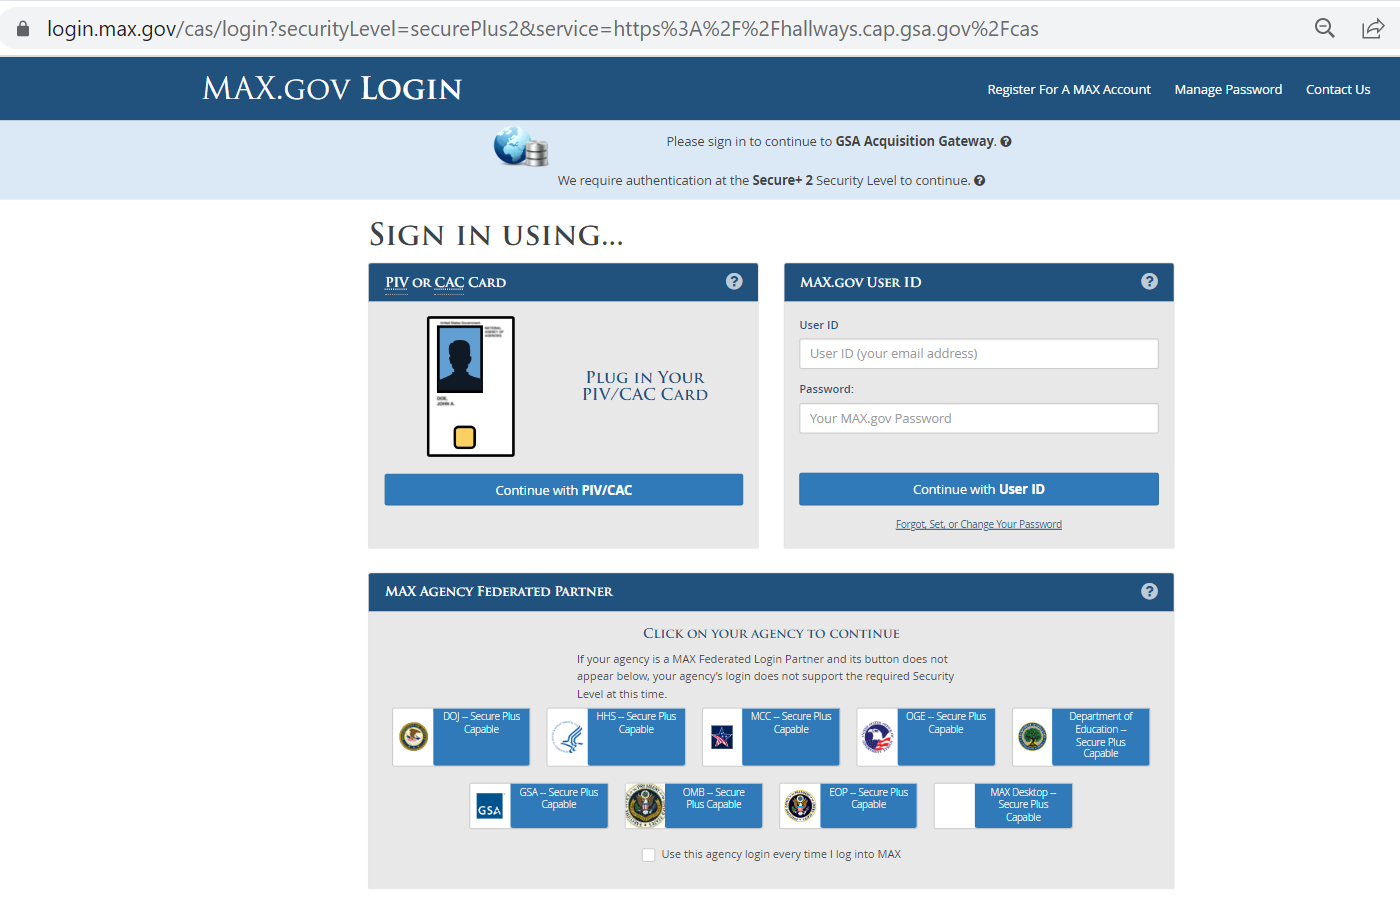 login.max.gov/cas/login?securityLevel=securePlus2&service=https%3A%2F%2Fhallways.cap.gsa.gov%2Fcas
MAX.gov Login
Register For A MAX Account
Manage Password
Contact Us
Please sign in to continue to GSA Acquisition Gateway.
We require authentication at the Secure+ 2 Security Level to continue.
Sign in using...
PIV or CAC Card
DOE,
JOHN A.
Plug in Your
PIV/CAC Card
Continue with PIV/CAC
MAX.gov User ID
User ID
User ID (your email address)
Password:
Your MAX.gov Password
Continue with User ID
Forgot, Set, or Change Your Password
MAX Agency Federated Partner
Click on your agency to continue
If your agency is a MAX Federated Login Partner and its button does not
appear below, your agency's login does not support the required Security
Level at this time.
DOJ -- Secure Plus
Capable
HHS -- Secure Plus
Capable
MCC -- Secure Plus
Capable
OGE -- Secure Plus
Capable
Department of
Education --
Secure Plus
Capable
GSA
GSA -- Secure Plus
Capable
OMB -- Secure
Plus Capable
EOP -- Secure Plus
Capable
MAX Desktop --
Secure Plus
Capable
Use this agency login every time I log into MAX